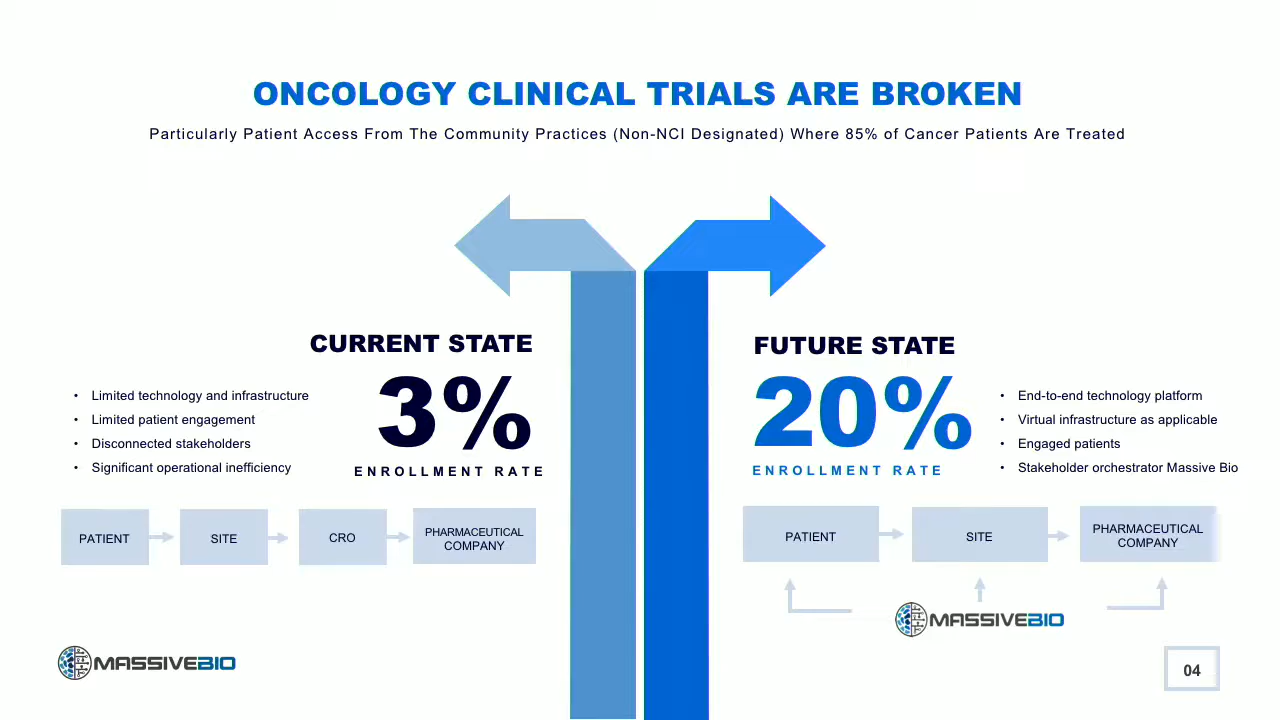 ONCOLOGY CLINICAL TRIALS ARE BROKEN
Particularly Patient Access From The Community Practices (Non-NCI Designated) Where 85% of Cancer Patients Are Treated
CURRENT STATE
3%
ENROLLMENT RATE
• Limited technology and infrastructure
• Limited patient engagement
• Disconnected stakeholders
• Significant operational inefficiency
PATIENT
SITE
CRO
PHARMACEUTICAL
COMPANY
FUTURE STATE
20%
ENROLLMENT RATE
• End-to-end technology platform
• Virtual infrastructure as applicable
• Engaged patients
• Stakeholder orchestrator Massive Bio
PATIENT
SITE
PHARMACEUTICAL
COMPANY
MASSIVEBIO
MASSIVEBIO
04